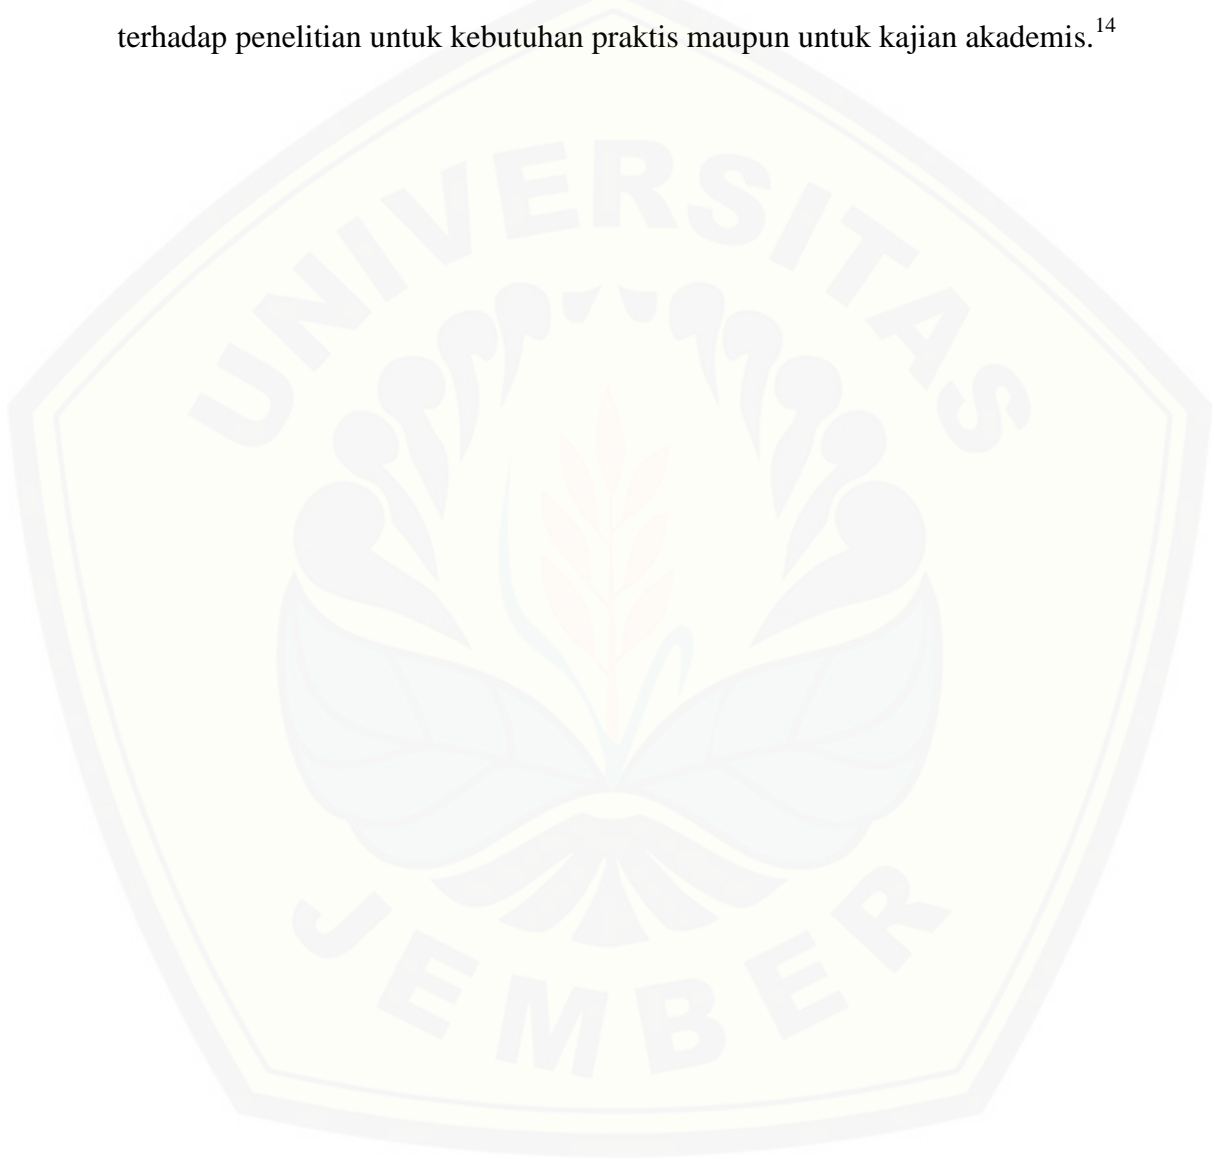 terhadap penelitian untuk kebutuhan praktis maupun untuk kajian akademis.14
UNIVERSITAS
JEMBER